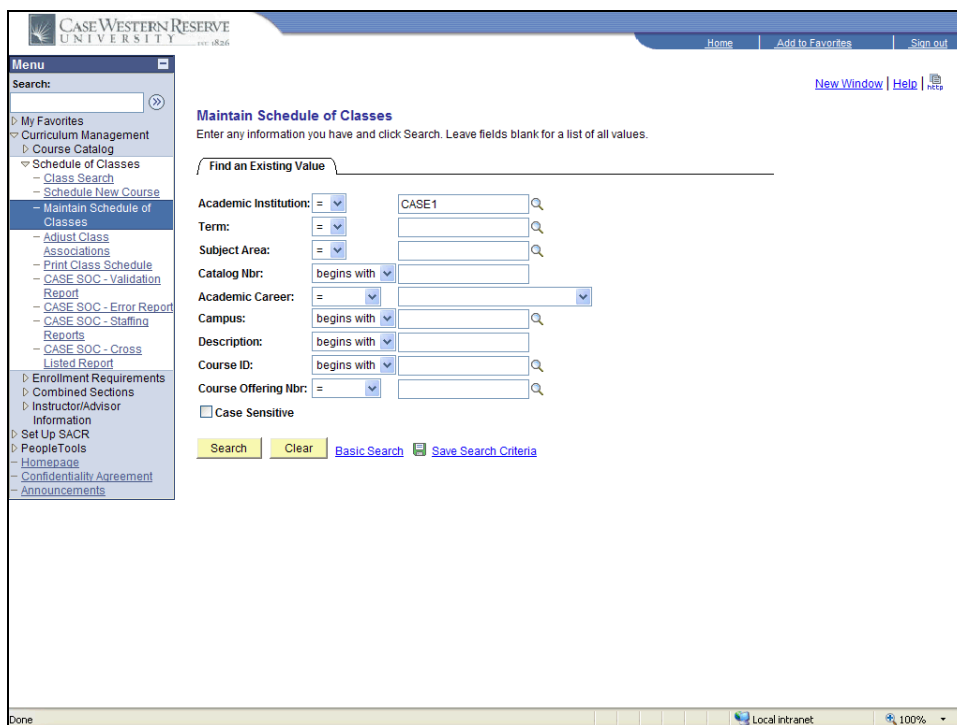 CASE WESTERN RESERVE
UNIVERSITY EST. 1826
Home Add to Favorites Sign out
Menu
Search:
New Window | Help | http
My Favorites
Curriculum Management
Course Catalog
Schedule of Classes
Class Search
Schedule New Course
Maintain Schedule of
Classes
Adjust Class
Associations
Print Class Schedule
CASE SOC - Validation
Report
CASE SOC - Error Report
CASE SOC - Staffing
Reports
CASE SOC - Cross
Listed Report
Enrollment Requirements
Combined Sections
Instructor/Advisor
Information
Set Up SACR
PeopleTools
Homepage
Confidentiality Agreement
Announcements
Maintain Schedule of Classes
Enter any information you have and click Search. Leave fields blank for a list of all values.
Find an Existing Value
Academic Institution: = CASE1
Term: =
Subject Area: =
Catalog Nbr: begins with
Academic Career: =
Campus: begins with
Description: begins with
Course ID: begins with
Course Offering Nbr: =
Case Sensitive
Search Clear Basic Search Save Search Criteria
Done Local intranet 100%